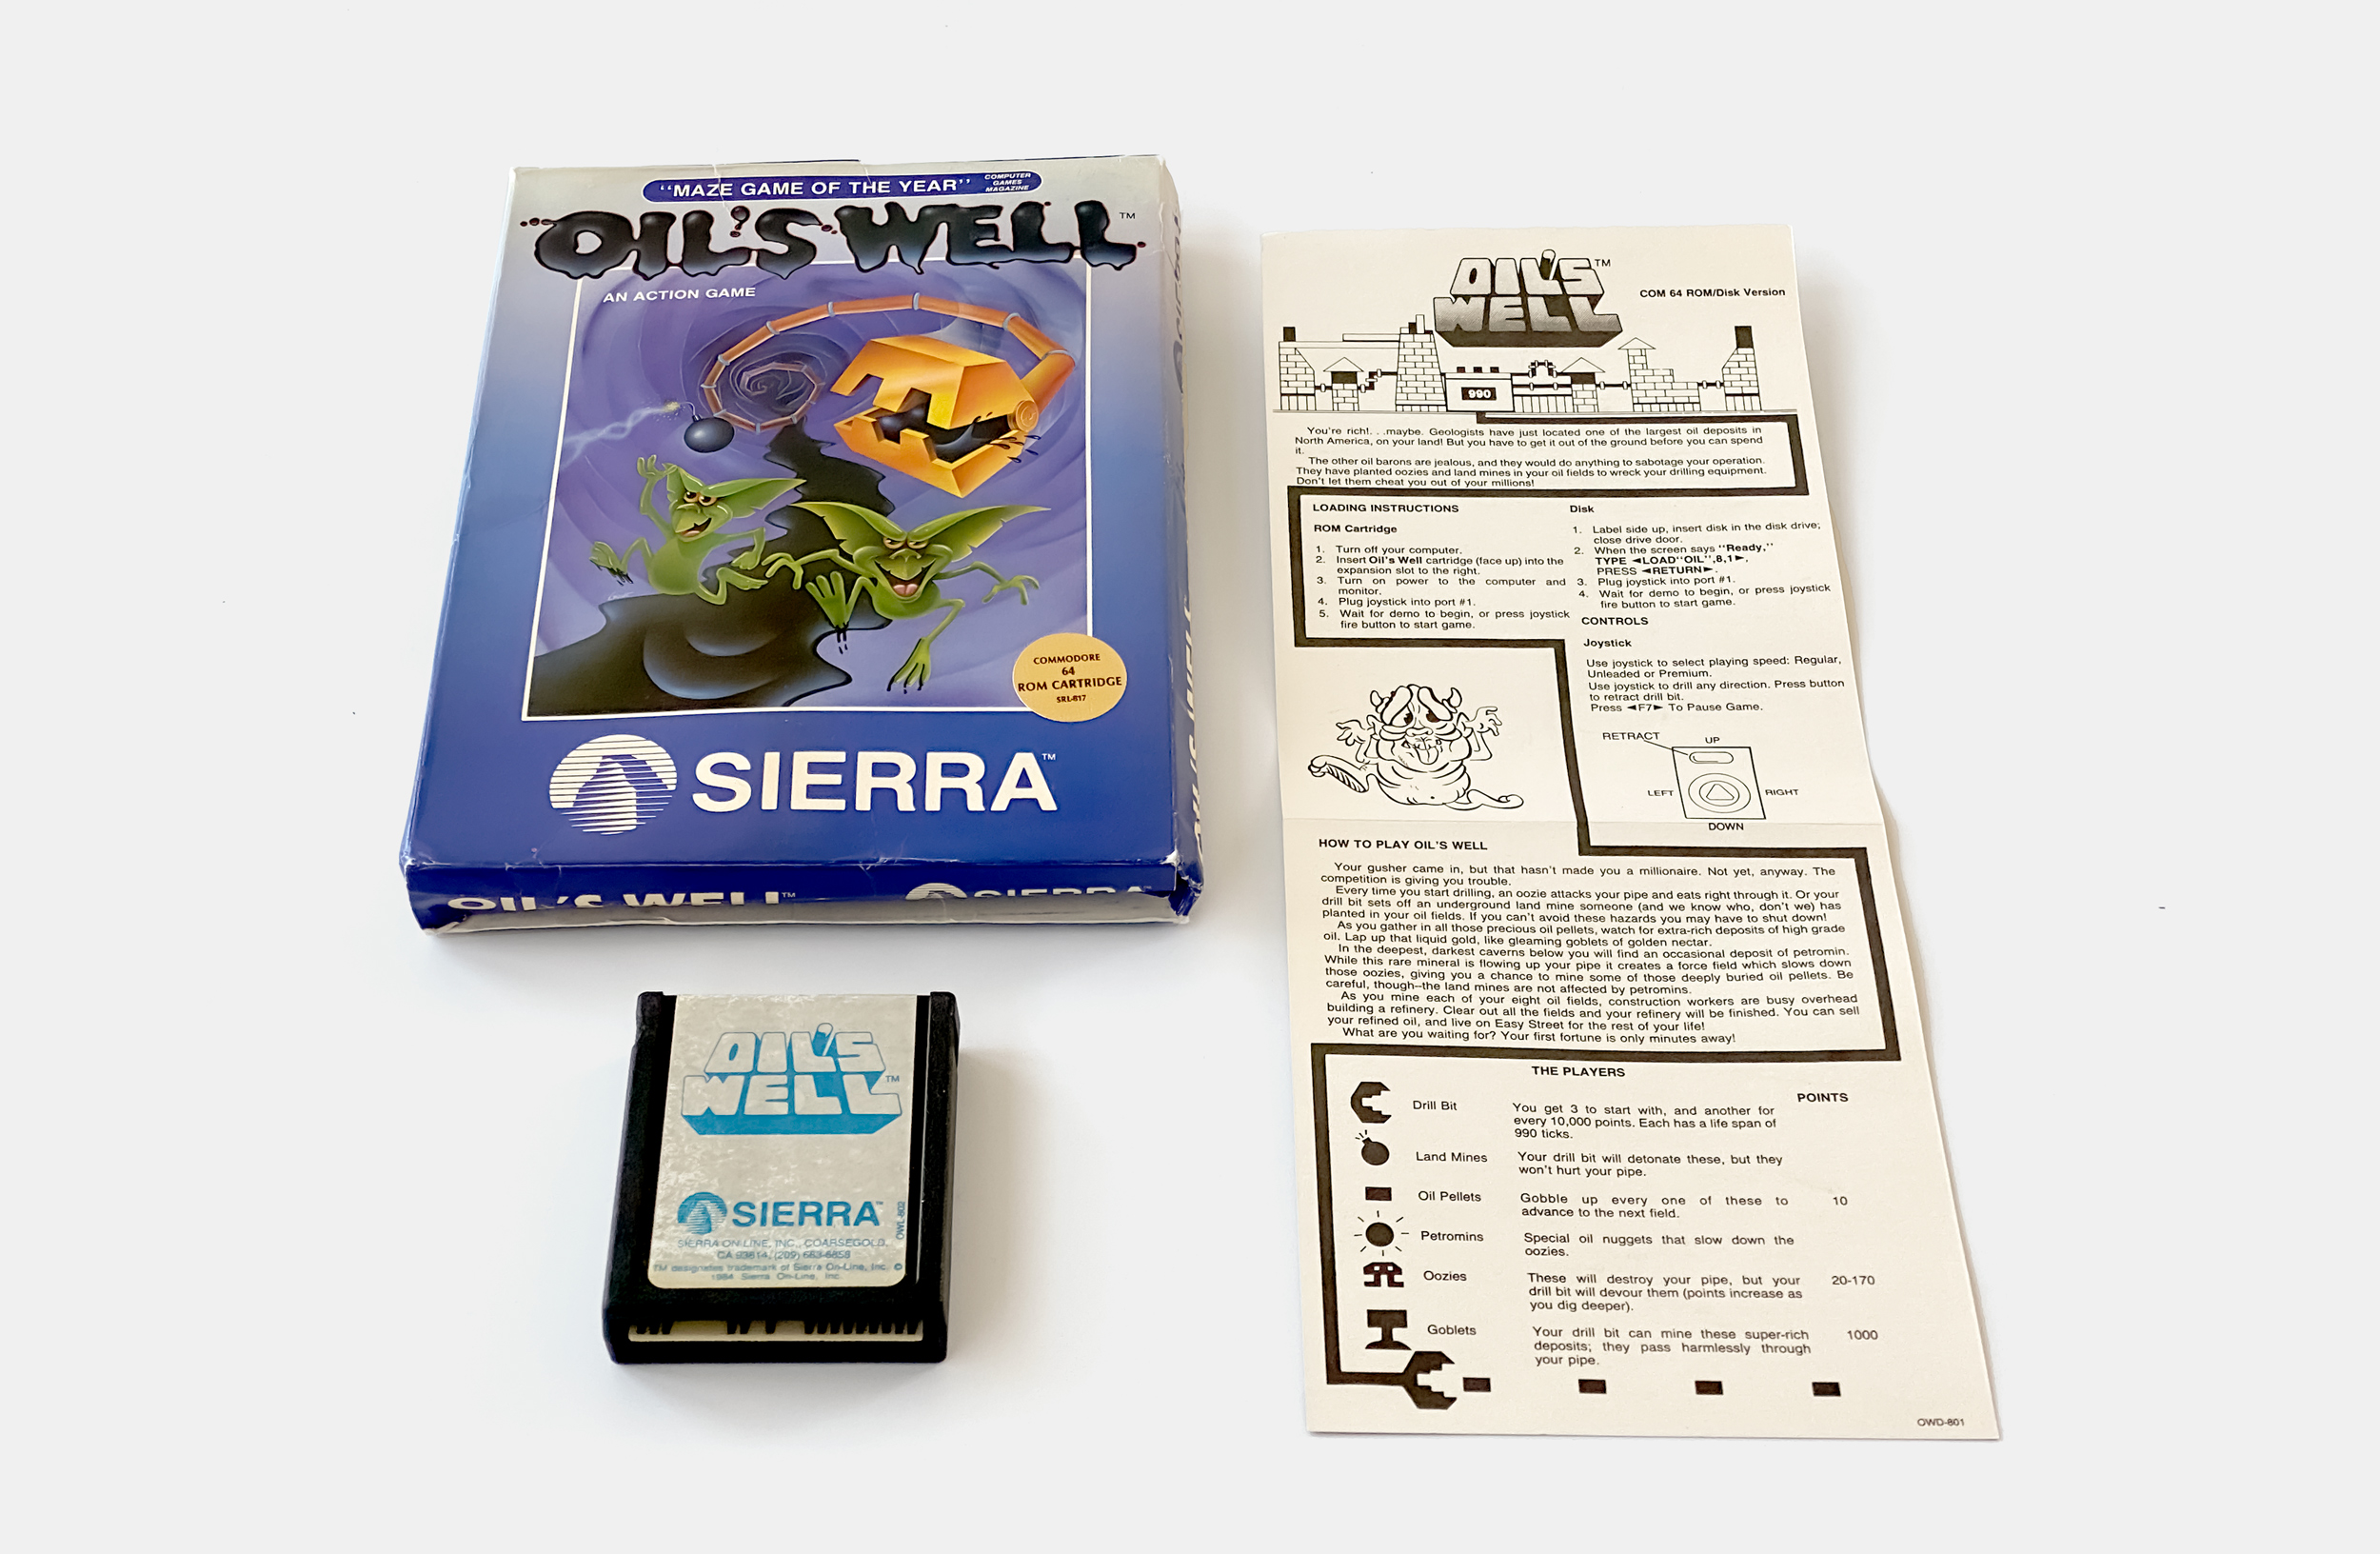 “MAZE GAME OF THE YEAR” COMPUTER GAMES MAGAZINE
OIL'S WELL™
AN ACTION GAME
COMMODORE
64
ROM CARTRIDGE
SRL-817
SIERRA™
OIL'S WELL™ SIERRA
OIL'S WELL™
SIERRA™
OWL-802
SIERRA ON-LINE, INC., COARSEGOLD,
CA 93614, (209) 683-6858
TM designates trademark of Sierra On-Line, Inc. ©
1984 Sierra On-Line, Inc.
OIL'S WELL™
COM 64 ROM/Disk Version
990
You're rich!. . .maybe. Geologists have just located one of the largest oil deposits in
North America, on your land! But you have to get it out of the ground before you can spend
it.
The other oil barons are jealous, and they would do anything to sabotage your operation.
They have planted oozies and land mines in your oil fields to wreck your drilling equipment.
Don't let them cheat you out of your millions!
LOADING INSTRUCTIONS
ROM Cartridge
1. Turn off your computer.
2. Insert Oil's Well cartridge (face up) into the
expansion slot to the right.
3. Turn on power to the computer and
monitor.
4. Plug joystick into port #1.
5. Wait for demo to begin, or press joystick
fire button to start game.
Disk
1. Label side up, insert disk in the disk drive;
close drive door.
2. When the screen says "Ready,"
TYPE ◄LOAD"OIL",8,1►.
PRESS ◄RETURN►.
3. Plug joystick into port #1.
4. Wait for demo to begin, or press joystick
fire button to start game.
CONTROLS
Joystick
Use joystick to select playing speed: Regular,
Unleaded or Premium.
Use joystick to drill any direction. Press button
to retract drill bit.
Press ◄F7► To Pause Game.
RETRACT
UP
LEFT
RIGHT
DOWN
HOW TO PLAY OIL'S WELL
Your gusher came in, but that hasn't made you a millionaire. Not yet, anyway. The
competition is giving you trouble.
Every time you start drilling, an oozie attacks your pipe and eats right through it. Or your
drill bit sets off an underground land mine someone (and we know who, don't we) has
planted in your oil fields. If you can't avoid these hazards you may have to shut down!
As you gather in all those precious oil pellets, watch for extra-rich deposits of high grade
oil. Lap up that liquid gold, like gleaming goblets of golden nectar.
In the deepest, darkest caverns below you will find an occasional deposit of petromin.
While this rare mineral is flowing up your pipe it creates a force field which slows down
those oozies, giving you a chance to mine some of those deeply buried oil pellets. Be
careful, though--the land mines are not affected by petromins.
As you mine each of your eight oil fields, construction workers are busy overhead
building a refinery. Clear out all the fields and your refinery will be finished. You can sell
your refined oil, and live on Easy Street for the rest of your life!
What are you waiting for? Your first fortune is only minutes away!
THE PLAYERS
POINTS
Drill Bit You get 3 to start with, and another for
every 10,000 points. Each has a life span of
990 ticks.
Land Mines Your drill bit will detonate these, but they
won't hurt your pipe.
Oil Pellets Gobble up every one of these to 10
advance to the next field.
Petromins Special oil nuggets that slow down the
oozies.
Oozies These will destroy your pipe, but your 20-170
drill bit will devour them (points increase as
you dig deeper).
Goblets Your drill bit can mine these super-rich 1000
deposits; they pass harmlessly through
your pipe.
OWD-801